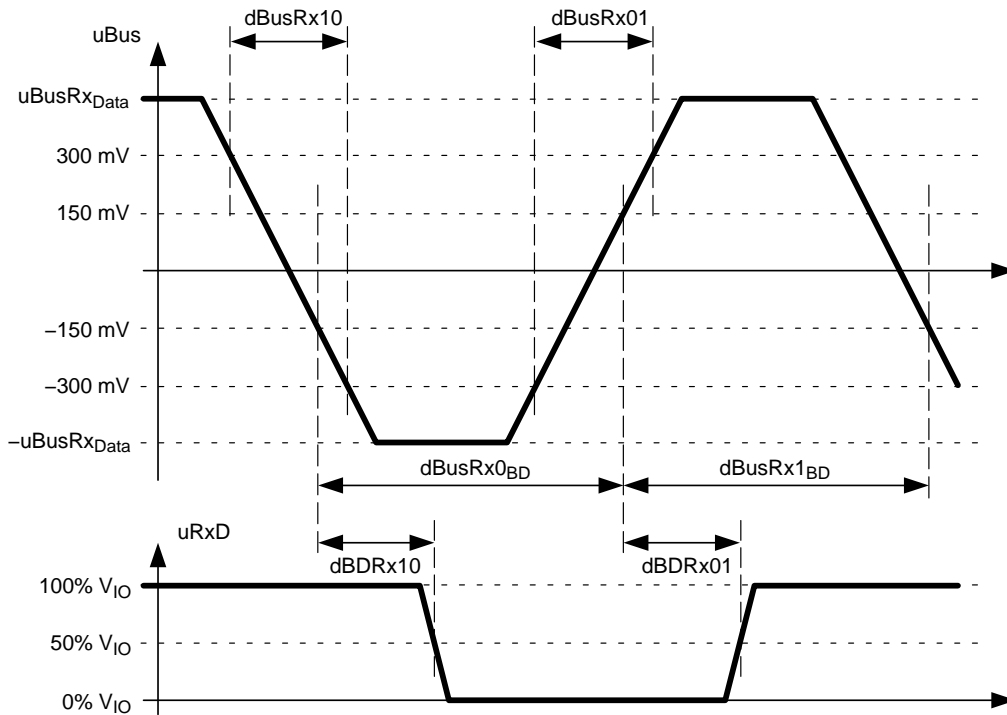 dBusRx10 dBusRx01
uBus
uBusRxData
300 mV
150 mV
–150 mV
–300 mV
–uBusRxData
dBusRx0BD dBusRx1BD
uRxD
dBDRx10 dBDRx01
100% VIO
50% VIO
0% VIO